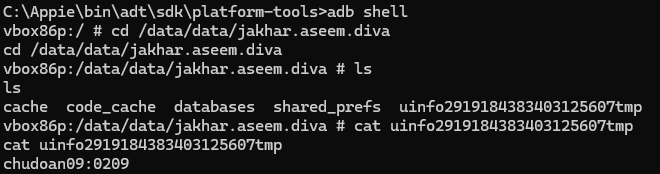 C:\Appie\bin\adt\sdk\platform-tools>adb shell
vbox86p:/ # cd /data/data/jakhar.aseem.diva
cd /data/data/jakhar.aseem.diva
vbox86p:/data/data/jakhar.aseem.diva # ls
ls
cache  code_cache  databases  shared_prefs  uinfo2919184383403125607tmp
vbox86p:/data/data/jakhar.aseem.diva # cat uinfo2919184383403125607tmp
cat uinfo2919184383403125607tmp
chudoan09:0209